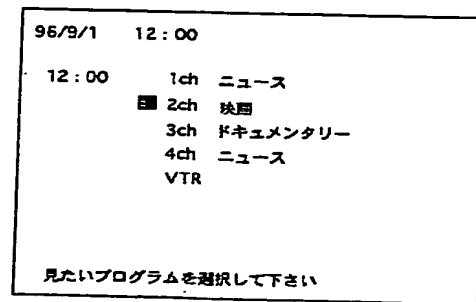 96/9/1 12:00
12:00 1ch ニュース
2ch 映画
3ch ドキュメンタリー
4ch ニュース
VTR
見たいプログラムを選択して下さい